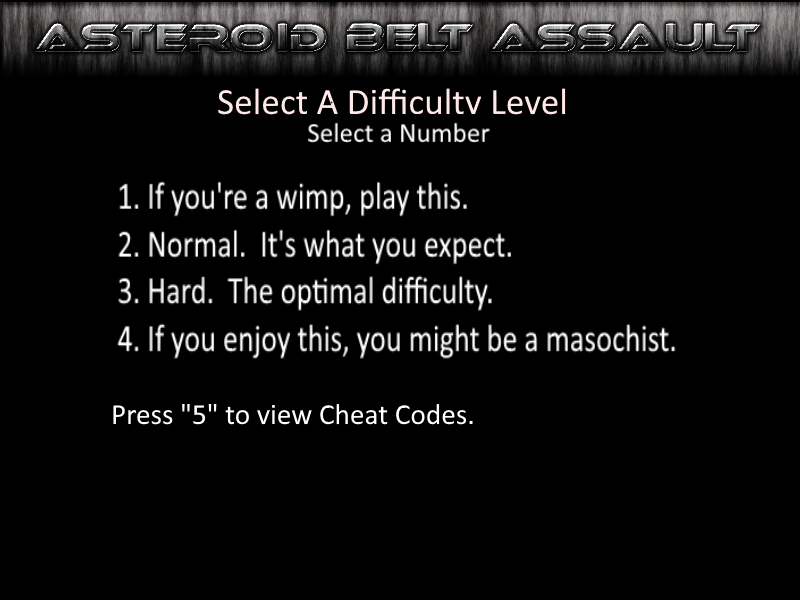 ASTEROID BELT ASSAULT
Select A Difficulty Level
Select a Number
1. If you're a wimp, play this.
2. Normal.  It's what you expect.
3. Hard.  The optimal difficulty.
4. If you enjoy this, you might be a masochist.
Press "5" to view Cheat Codes.